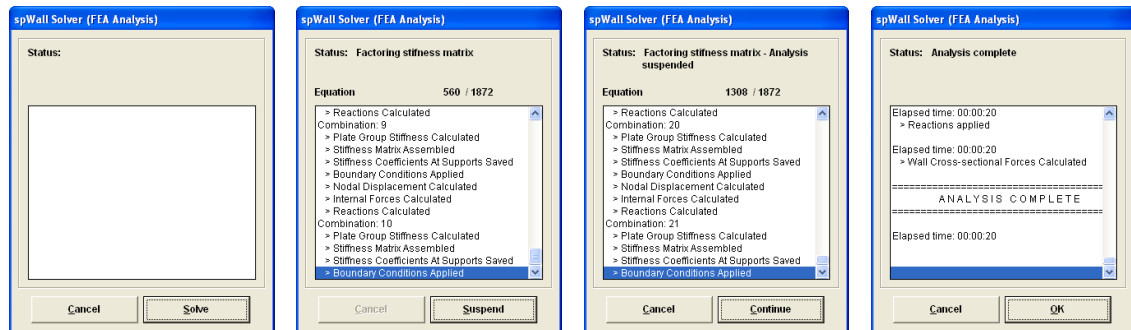 spWall Solver (FEA Analysis)
Status:
Cancel
Solve
spWall Solver (FEA Analysis)
Status: Factoring stifness matrix
Equation 560 / 1872
> Reactions Calculated
Combination: 9
> Plate Group Stiffness Calculated
> Stiffness Matrix Assembled
> Stiffness Coefficients At Supports Saved
> Boundary Conditions Applied
> Nodal Displacement Calculated
> Internal Forces Calculated
> Reactions Calculated
Combination: 10
> Plate Group Stiffness Calculated
> Stiffness Matrix Assembled
> Stiffness Coefficients At Supports Saved
> Boundary Conditions Applied
Cancel
Suspend
spWall Solver (FEA Analysis)
Status: Factoring stifness matrix - Analysis
suspended
Equation 1308 / 1872
> Reactions Calculated
Combination: 20
> Plate Group Stiffness Calculated
> Stiffness Matrix Assembled
> Stiffness Coefficients At Supports Saved
> Boundary Conditions Applied
> Nodal Displacement Calculated
> Internal Forces Calculated
> Reactions Calculated
Combination: 21
> Plate Group Stiffness Calculated
> Stiffness Matrix Assembled
> Stiffness Coefficients At Supports Saved
> Boundary Conditions Applied
Cancel
Continue
spWall Solver (FEA Analysis)
Status: Analysis complete
Elapsed time: 00:00:20
> Reactions applied
Elapsed time: 00:00:20
> Wall Cross-sectional Forces Calculated
====================================
A N A L Y S I S C O M P L E T E
====================================
Elapsed time: 00:00:20
Cancel
OK